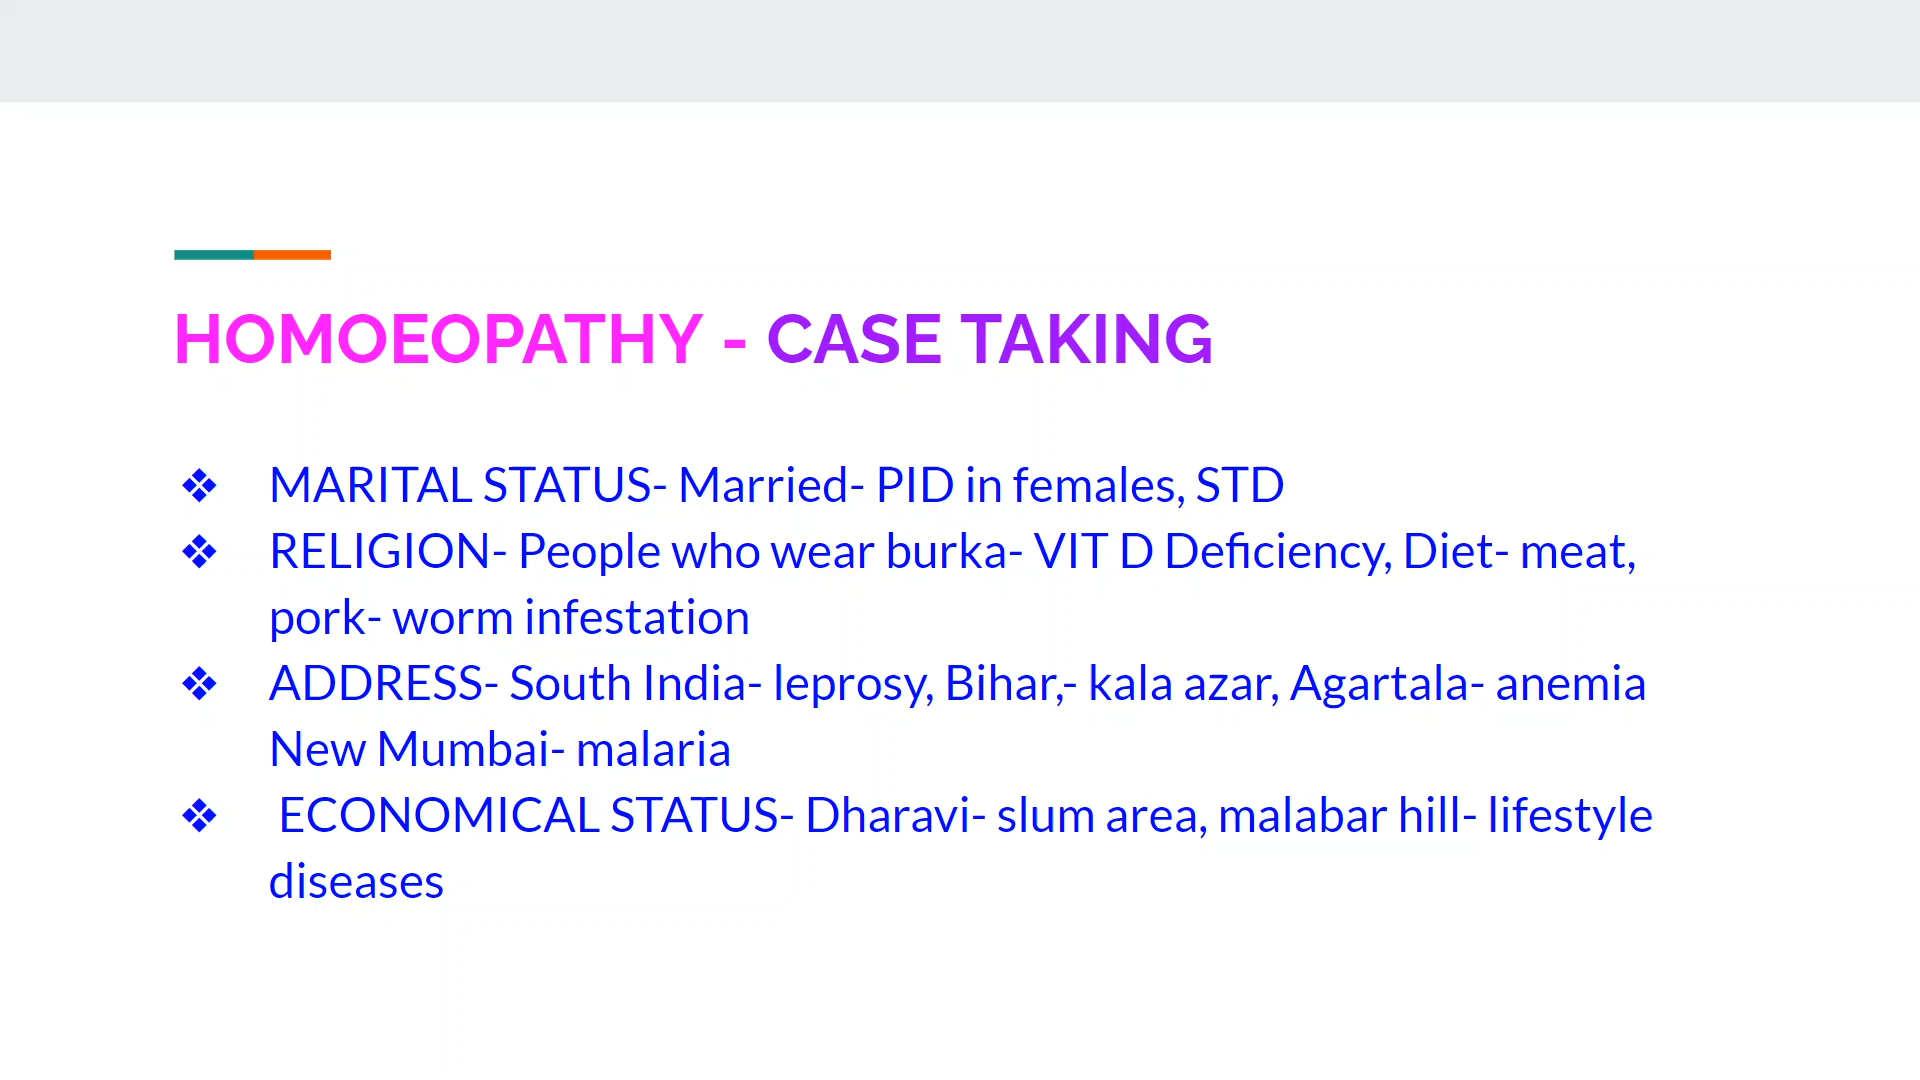 HOMOEOPATHY - CASE TAKING
❖ MARITAL STATUS- Married- PID in females, STD
❖ RELIGION- People who wear burka- VIT D Deficiency, Diet- meat,
pork- worm infestation
❖ ADDRESS- South India- leprosy, Bihar,- kala azar, Agartala- anemia
New Mumbai- malaria
❖ ECONOMICAL STATUS- Dharavi- slum area, malabar hill- lifestyle
diseases